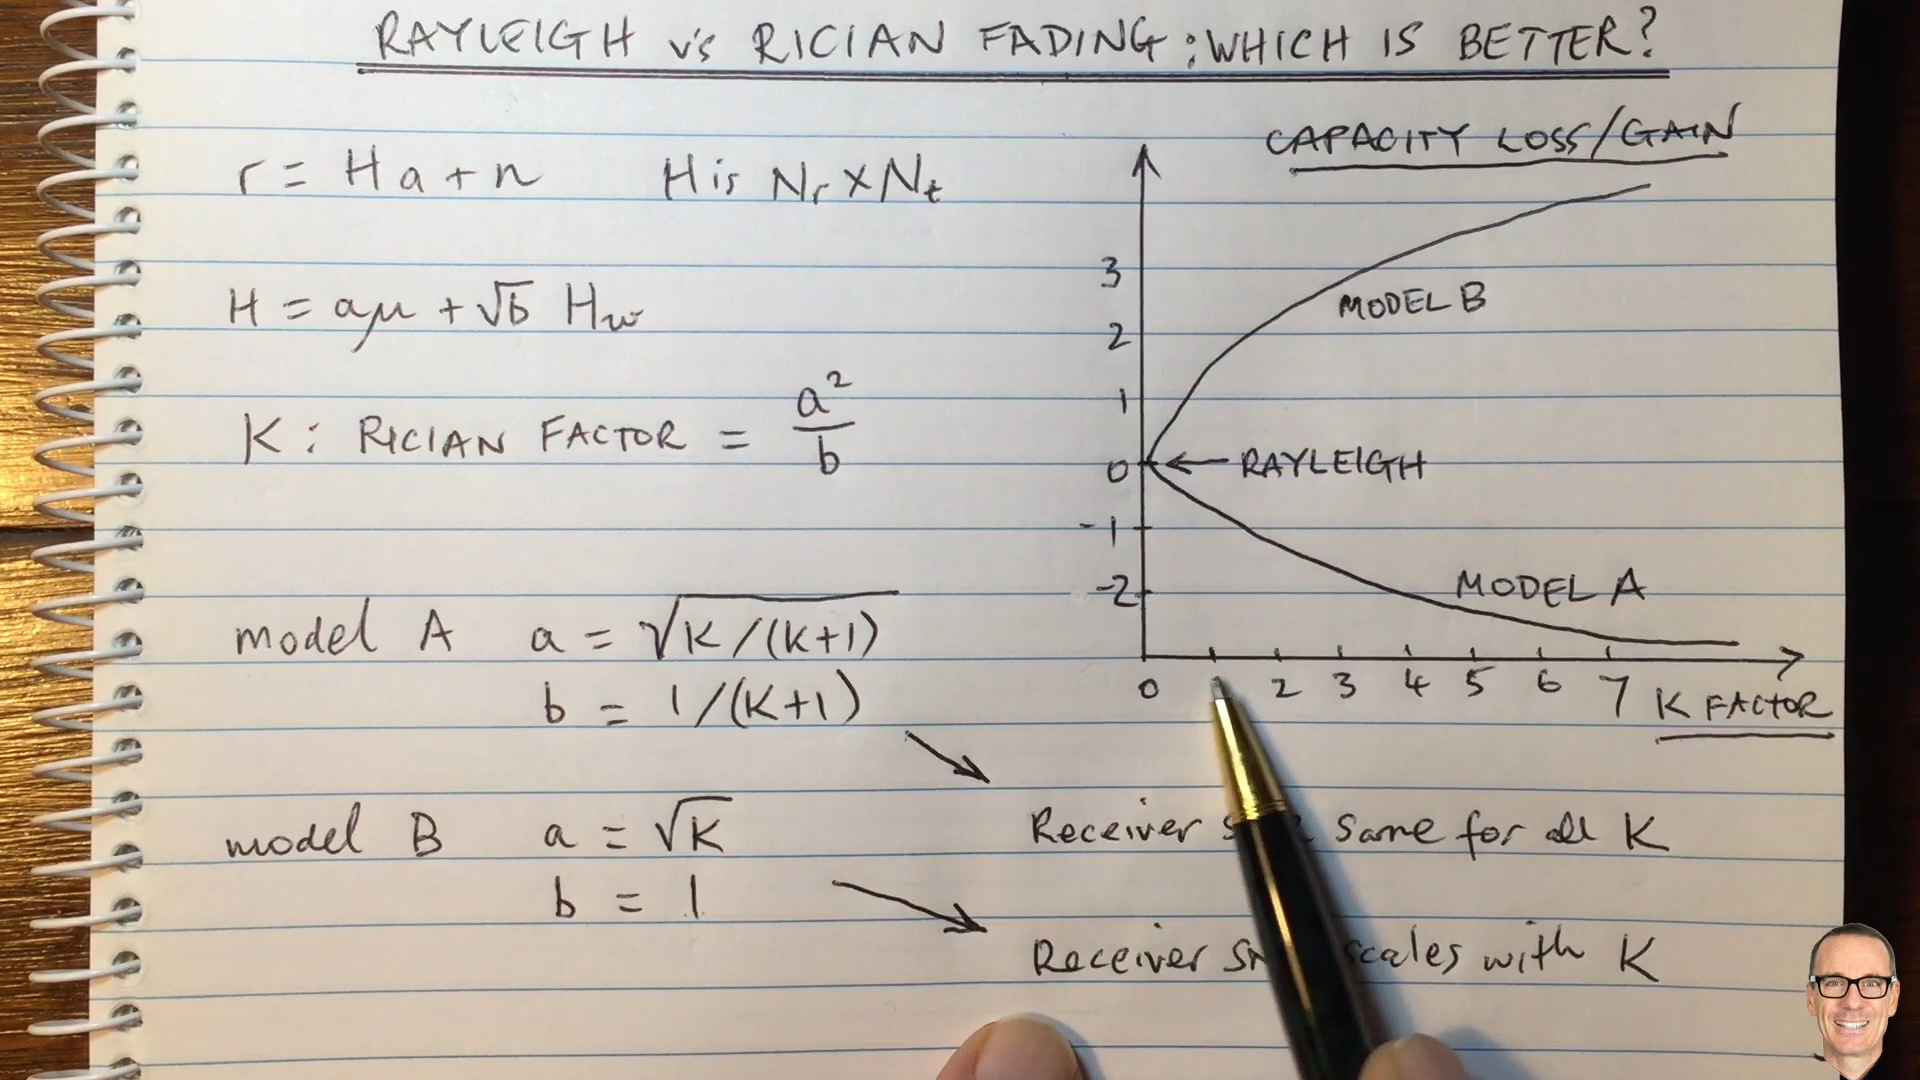 RAYLEIGH v's RICIAN FADING : WHICH IS BETTER?
r = Ha + n H is Nr × Nt
H = aμ + √b Hw
K : RICIAN FACTOR = a² / b
model A a = √K/(K+1)
b = 1/(K+1)
model B a = √K
b = 1
CAPACITY LOSS/GAIN
3
2
1
0
-1
-2
MODEL B
← RAYLEIGH
MODEL A
0 2 3 4 5 6 7 K FACTOR
Receiver same for all K
Receiver scales with K